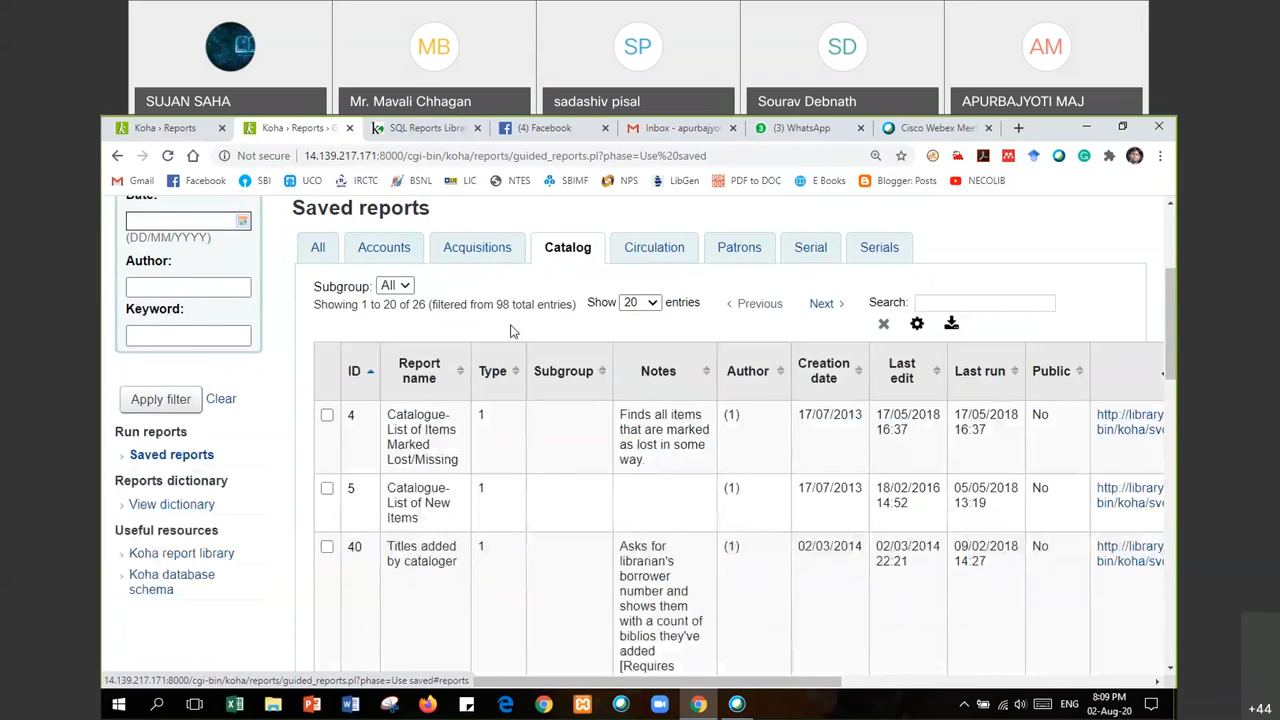 MB
SP
SD
AM
SUJAN SAHA
Mr. Mavali Chhagan
sadashiv pisal
Sourav Debnath
APURBAJYOTI MAJ
Koha › Reports
Koha › Reports › G
SQL Reports Libra
(4) Facebook
Inbox - apurbajyo
(3) WhatsApp
Cisco Webex Mee
Not secure
14.139.217.171:8000/cgi-bin/koha/reports/guided_reports.pl?phase=Use%20saved
Gmail
Facebook
SBI
UCO
IRCTC
BSNL
LIC
NTES
SBIMF
NPS
LibGen
PDF to DOC
E Books
Blogger: Posts
NECOLIB
Date:
(DD/MM/YYYY)
Author:
Keyword:
Apply filter
Clear
Run reports
Saved reports
Reports dictionary
View dictionary
Useful resources
Koha report library
Koha database
schema
Saved reports
All
Accounts
Acquisitions
Catalog
Circulation
Patrons
Serial
Serials
Subgroup: All
Showing 1 to 20 of 26 (filtered from 98 total entries)
Show 20 entries
‹ Previous
Next ›
Search:
ID
Report
name
Type
Subgroup
Notes
Author
Creation
date
Last
edit
Last run
Public
4
Catalogue-
List of Items
Marked
Lost/Missing
1
Finds all items
that are marked
as lost in some
way.
(1)
17/07/2013
17/05/2018
16:37
17/05/2018
16:37
No
http://library
bin/koha/svc
5
Catalogue-
List of New
Items
1
(1)
17/07/2013
18/02/2016
14:52
05/05/2018
13:19
No
http://library
bin/koha/svc
40
Titles added
by cataloger
1
Asks for
librarian's
borrower
number and
shows them
with a count of
biblios they've
added
[Requires
(1)
02/03/2014
02/03/2014
22:21
09/02/2018
14:27
No
http://library
bin/koha/svc
14.139.217.171:8000/cgi-bin/koha/reports/guided_reports.pl?phase=Use saved#reports
ENG
8:09 PM
02-Aug-20
+44